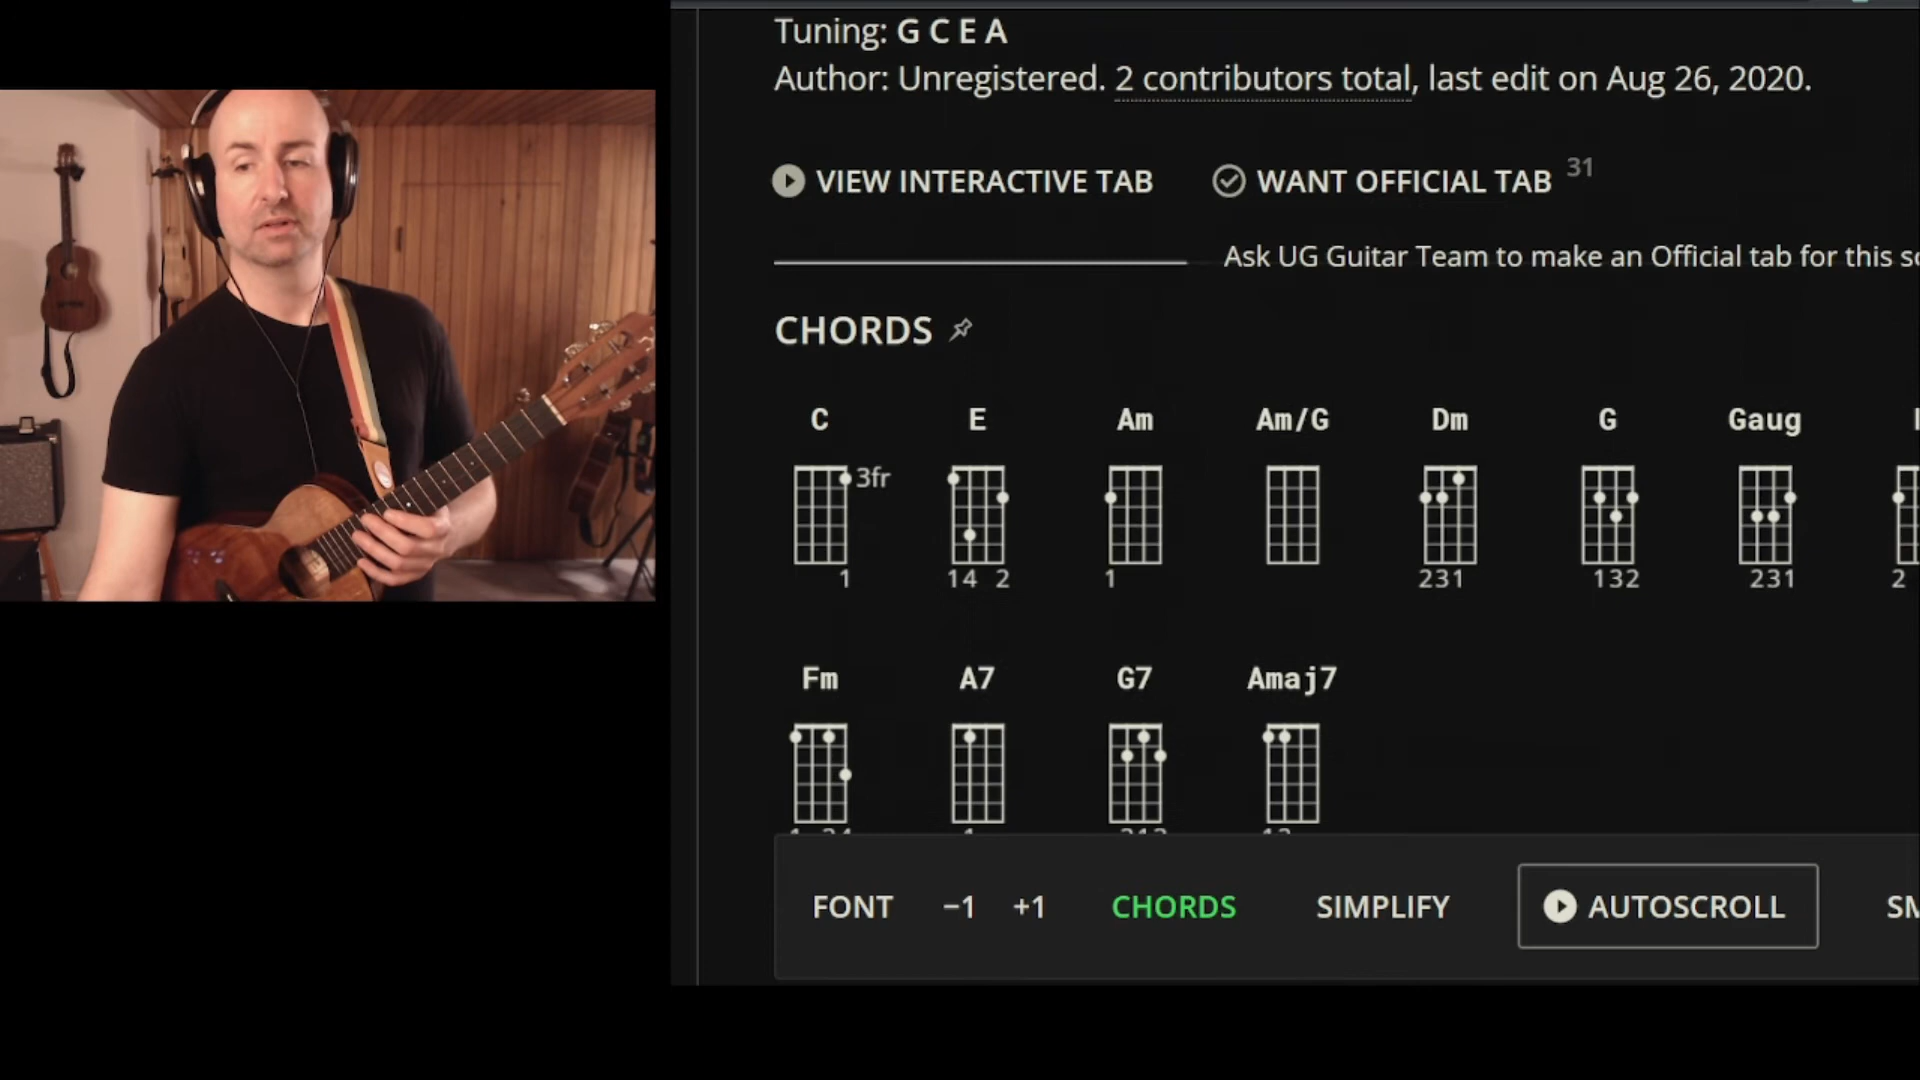 Tuning: G C E A
Author: Unregistered. 2 contributors total, last edit on Aug 26, 2020.
VIEW INTERACTIVE TAB
WANT OFFICIAL TAB 31
Ask UG Guitar Team to make an Official tab for this
CHORDS
C E Am Am/G Dm G Gaug
3fr
1 14 2 1 231 132 231 2
Fm A7 G7 Amaj7
FONT −1 +1 CHORDS SIMPLIFY AUTOSCROLL